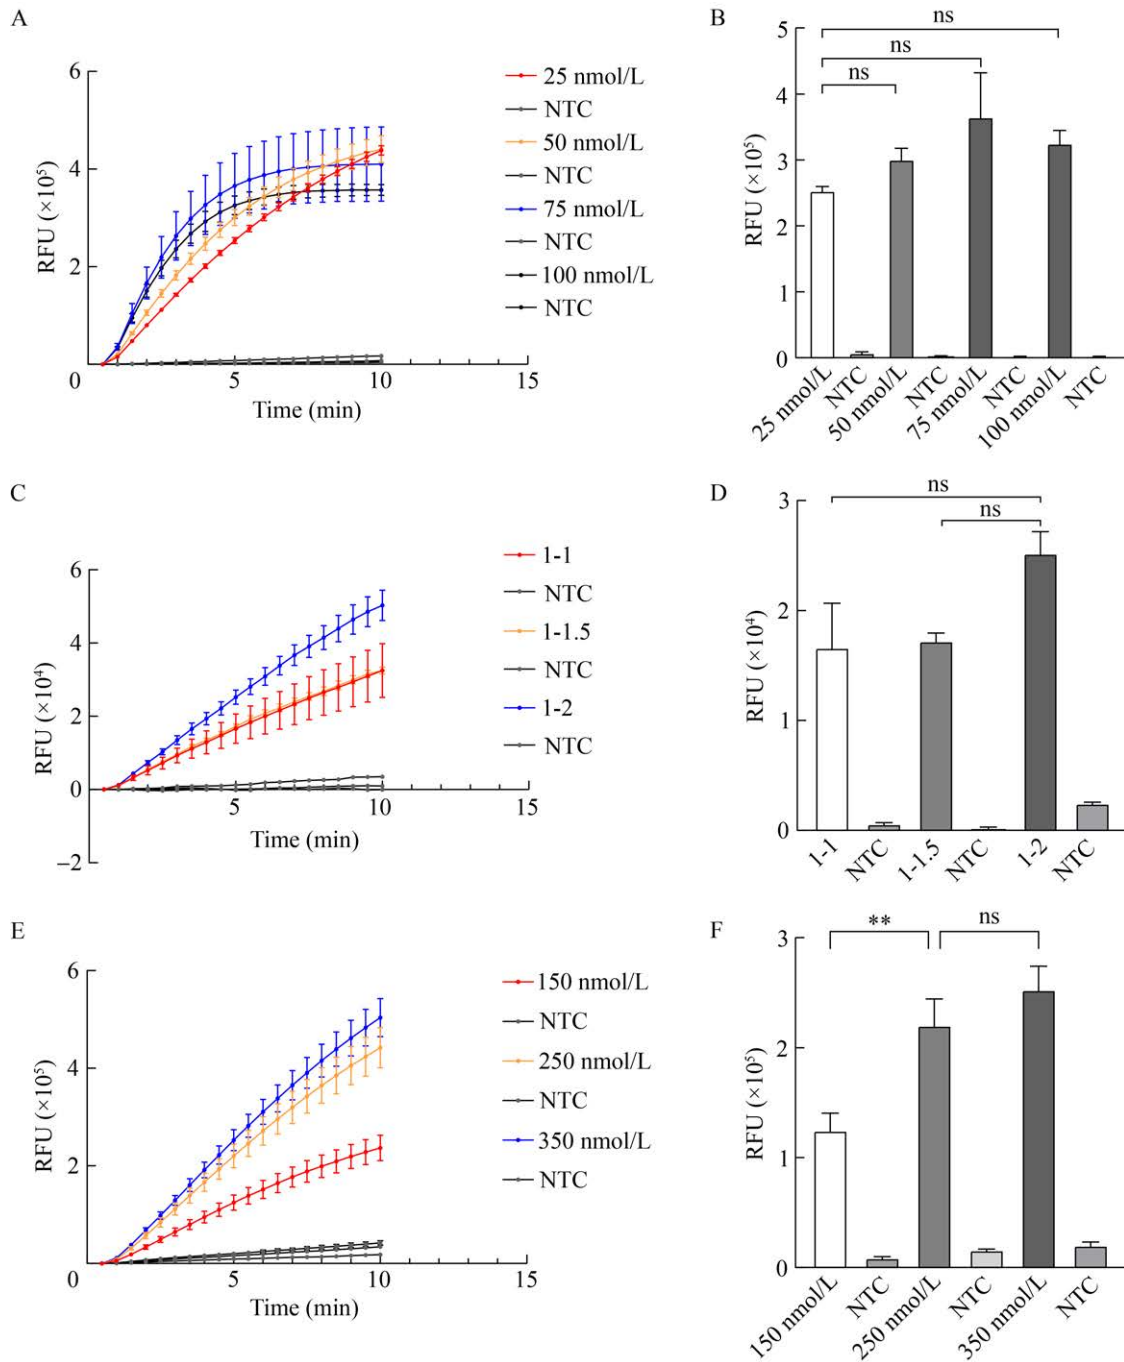 A
RFU (×10⁵)
6
4
2
0
5
10
15
Time (min)
25 nmol/L
NTC
50 nmol/L
NTC
75 nmol/L
NTC
100 nmol/L
NTC
B
RFU (×10⁵)
5
4
3
2
1
0
ns
ns
ns
25 nmol/L
NTC
50 nmol/L
NTC
75 nmol/L
NTC
100 nmol/L
NTC
C
RFU (×10⁴)
6
4
2
0
−2
5
10
15
Time (min)
1-1
NTC
1-1.5
NTC
1-2
NTC
D
RFU (×10⁴)
3
2
1
0
ns
ns
1-1
NTC
1-1.5
NTC
1-2
NTC
E
RFU (×10⁵)
6
4
2
0
5
10
15
Time (min)
150 nmol/L
NTC
250 nmol/L
NTC
350 nmol/L
NTC
F
RFU (×10⁵)
3
2
1
0
**
ns
150 nmol/L
NTC
250 nmol/L
NTC
350 nmol/L
NTC